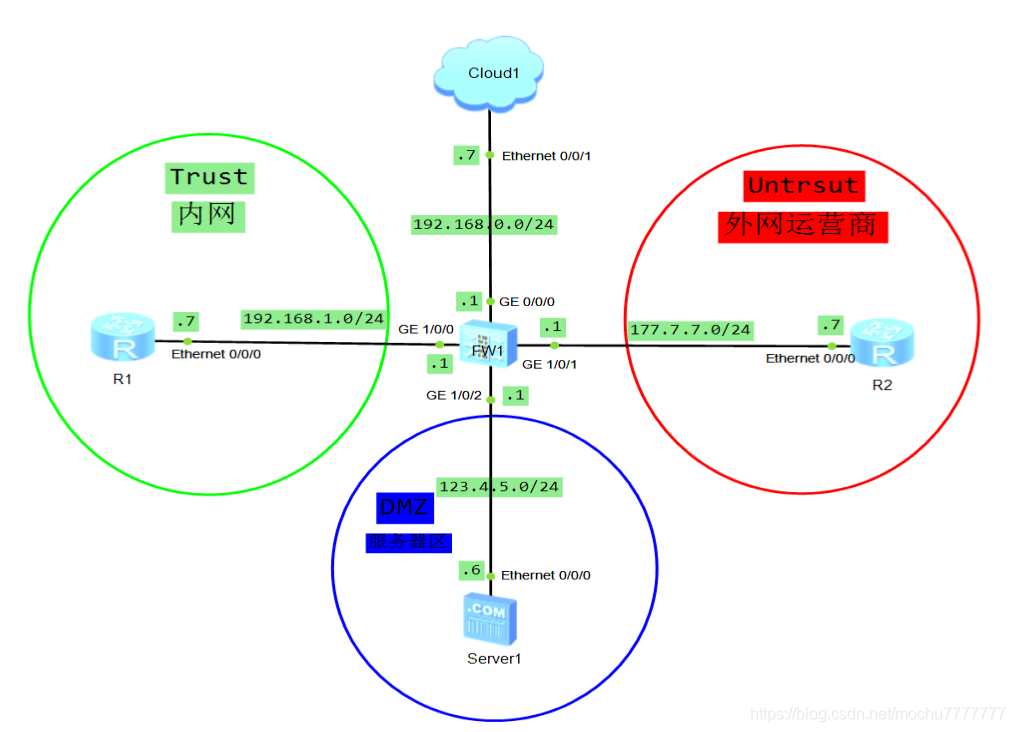 Cloud1
.7
Ethernet 0/0/1
Trust
内网
Untrsut
外网运营商
192.168.0.0/24
.1
GE 0/0/0
.7
192.168.1.0/24
GE 1/0/0
.1
177.7.7.0/24
.7
Ethernet 0/0/0
.1
FW1
GE 1/0/1
Ethernet 0/0/0
R1
R2
GE 1/0/2
.1
123.4.5.0/24
DMZ
服务器区
.6
Ethernet 0/0/0
.COM
Server1
R
R
https://blog.csdn.net/mochu7777777